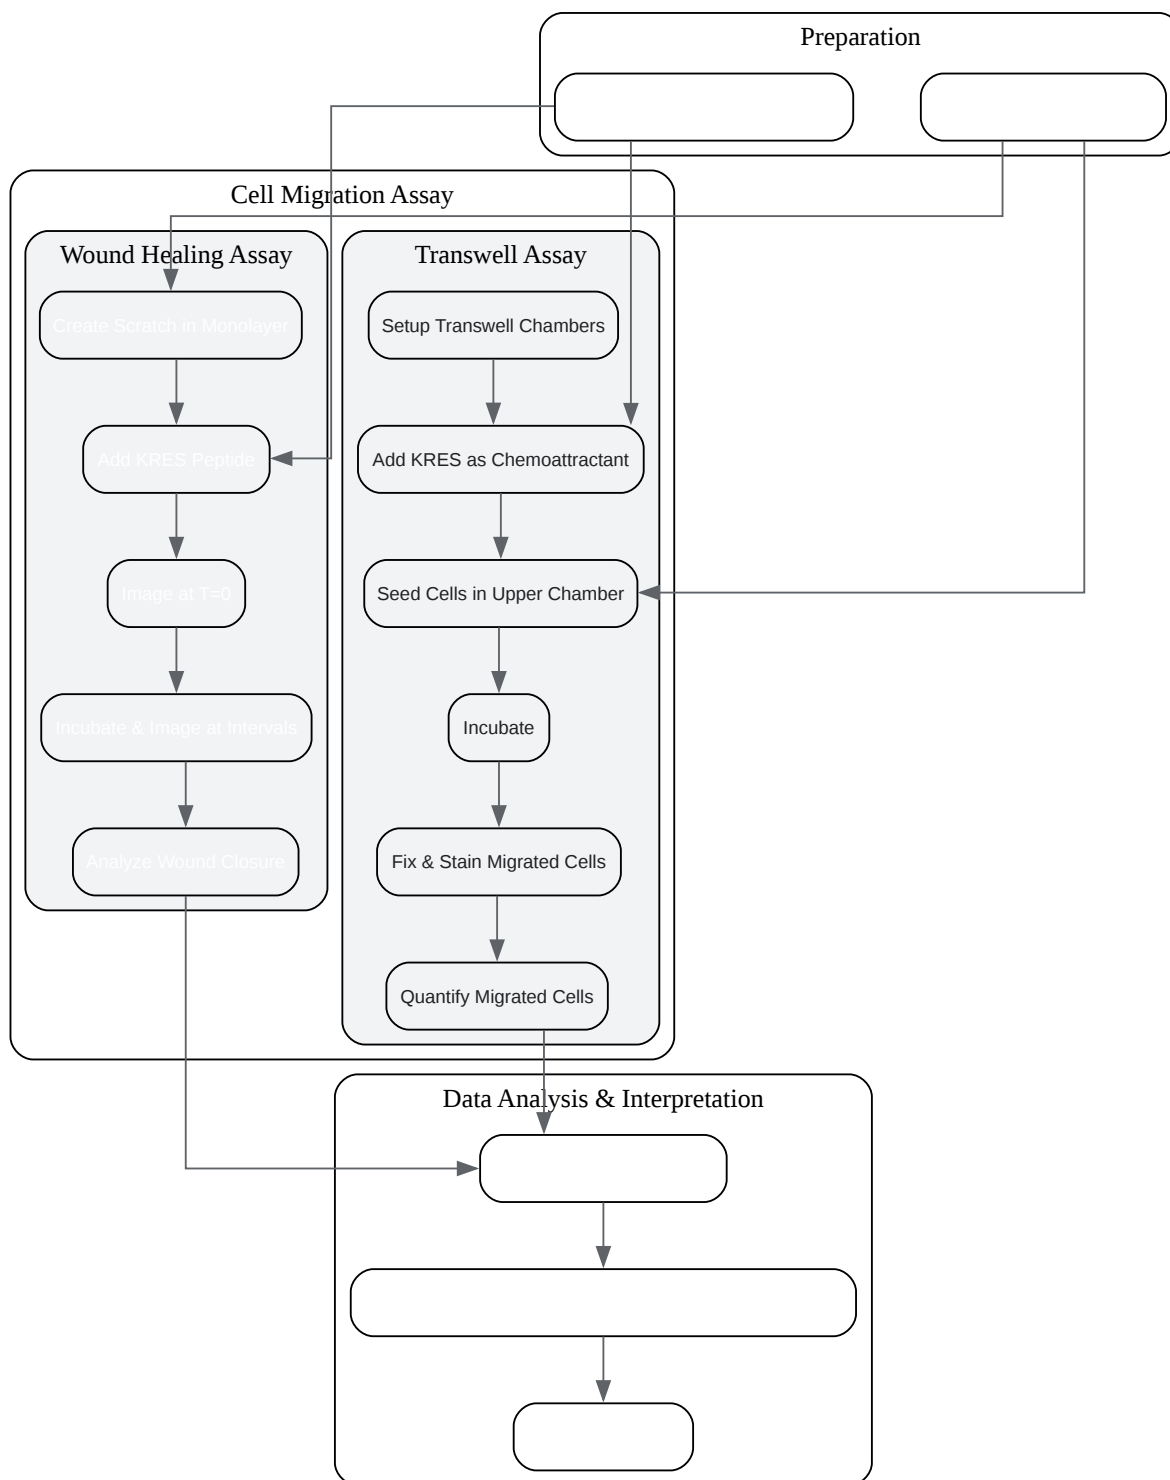 Preparation
Cell Migration Assay
Wound Healing Assay
Create Scratch in Monolayer
Add KRES Peptide
Image at T=0
Incubate & Image at Intervals
Analyze Wound Closure
Transwell Assay
Setup Transwell Chambers
Add KRES as Chemoattractant
Seed Cells in Upper Chamber
Incubate
Fix & Stain Migrated Cells
Quantify Migrated Cells
Data Analysis & Interpretation